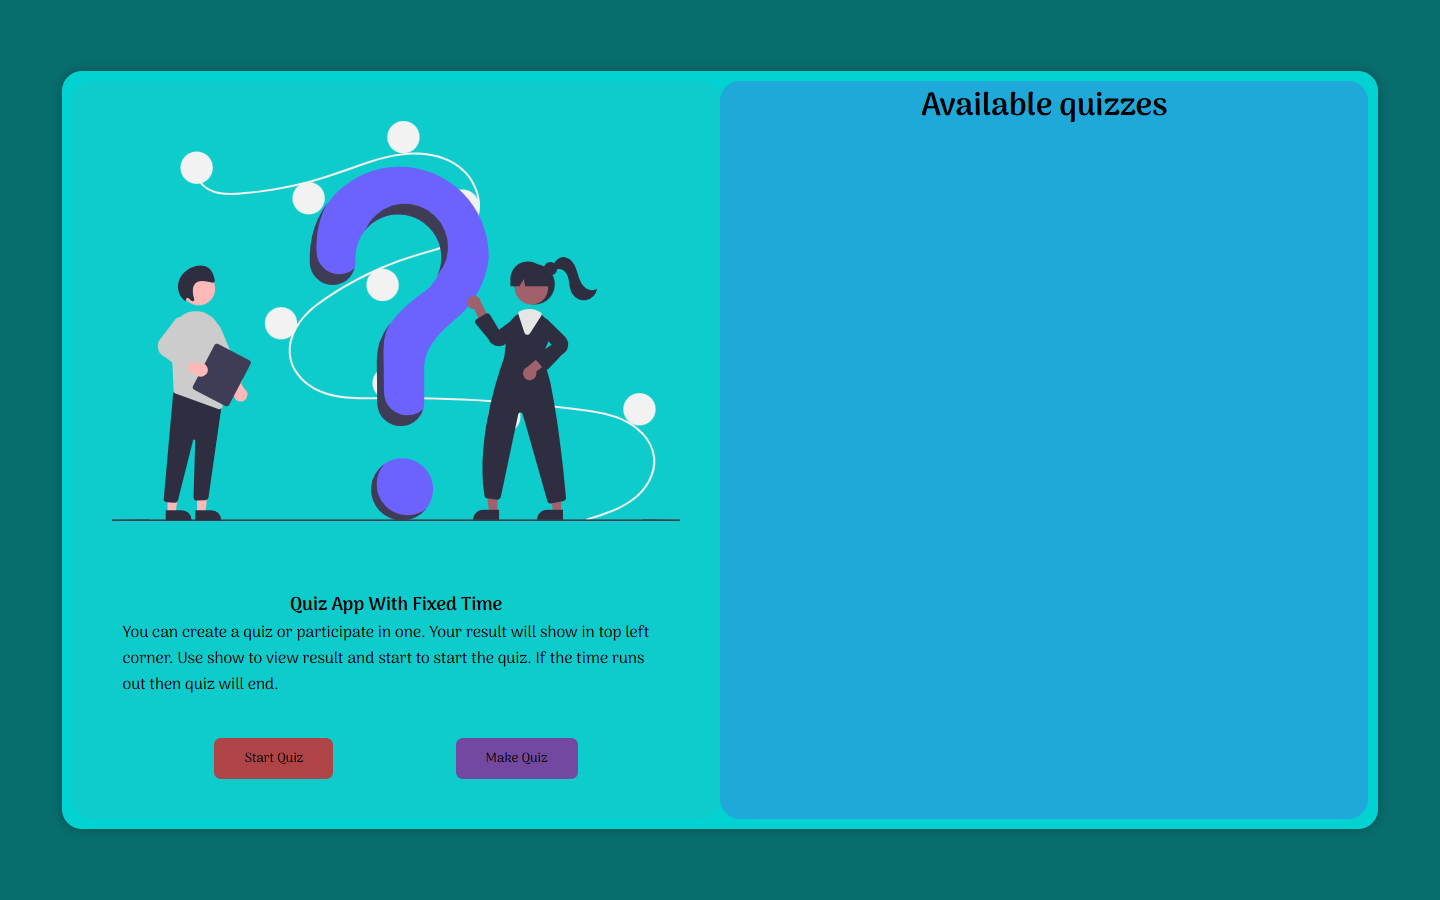 Available quizzes
Quiz App With Fixed Time
You can create a quiz or participate in one. Your result will show in top left
corner. Use show to view result and start to start the quiz. If the time runs
out then quiz will end.
Start Quiz
Make Quiz